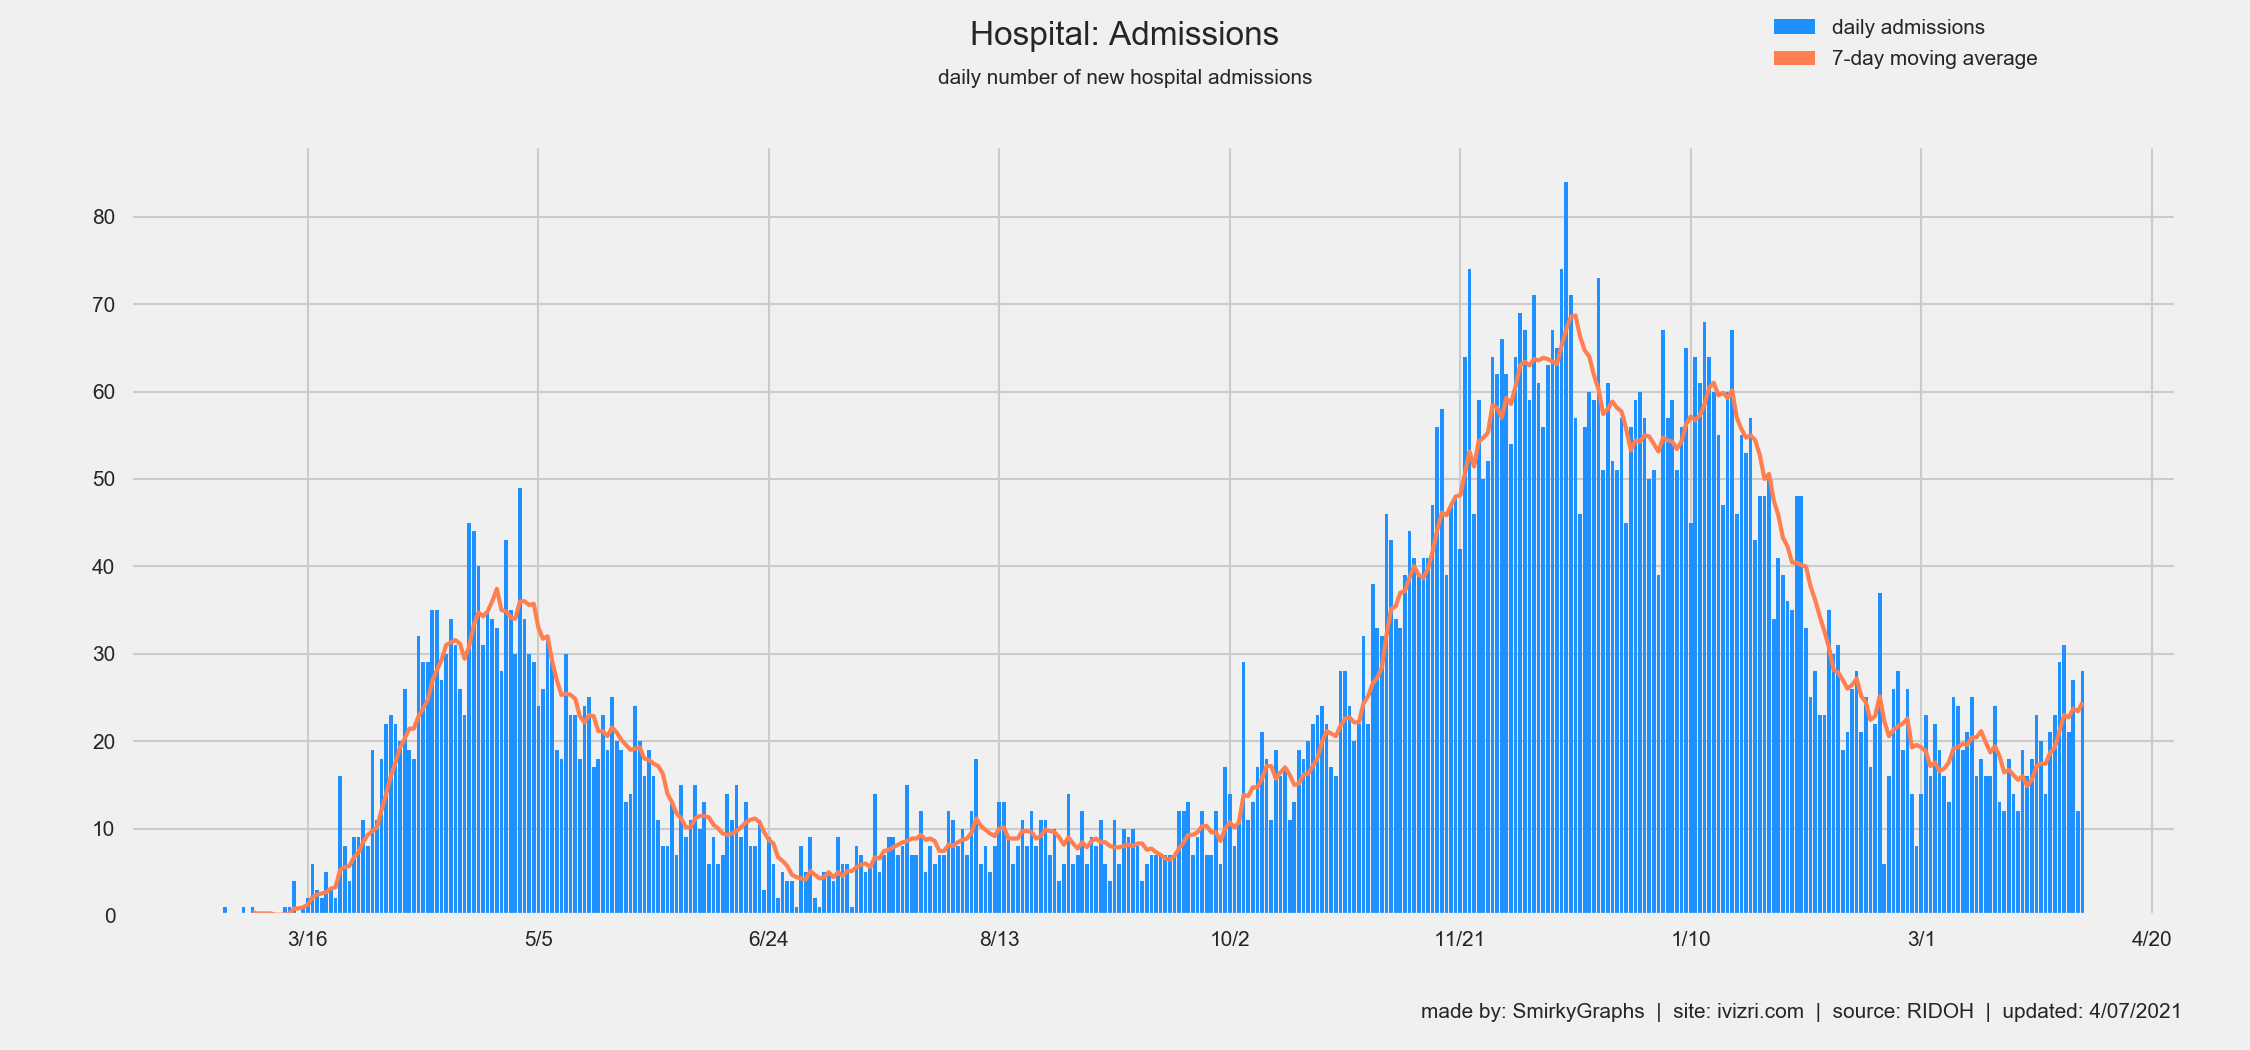 Hospital: Admissions
daily number of new hospital admissions
daily admissions
7-day moving average
80
70
60
50
40
30
20
10
0
3/16 5/5 6/24 8/13 10/2 11/21 1/10 3/1 4/20
made by: SmirkyGraphs | site: ivizri.com | source: RIDOH | updated: 4/07/2021